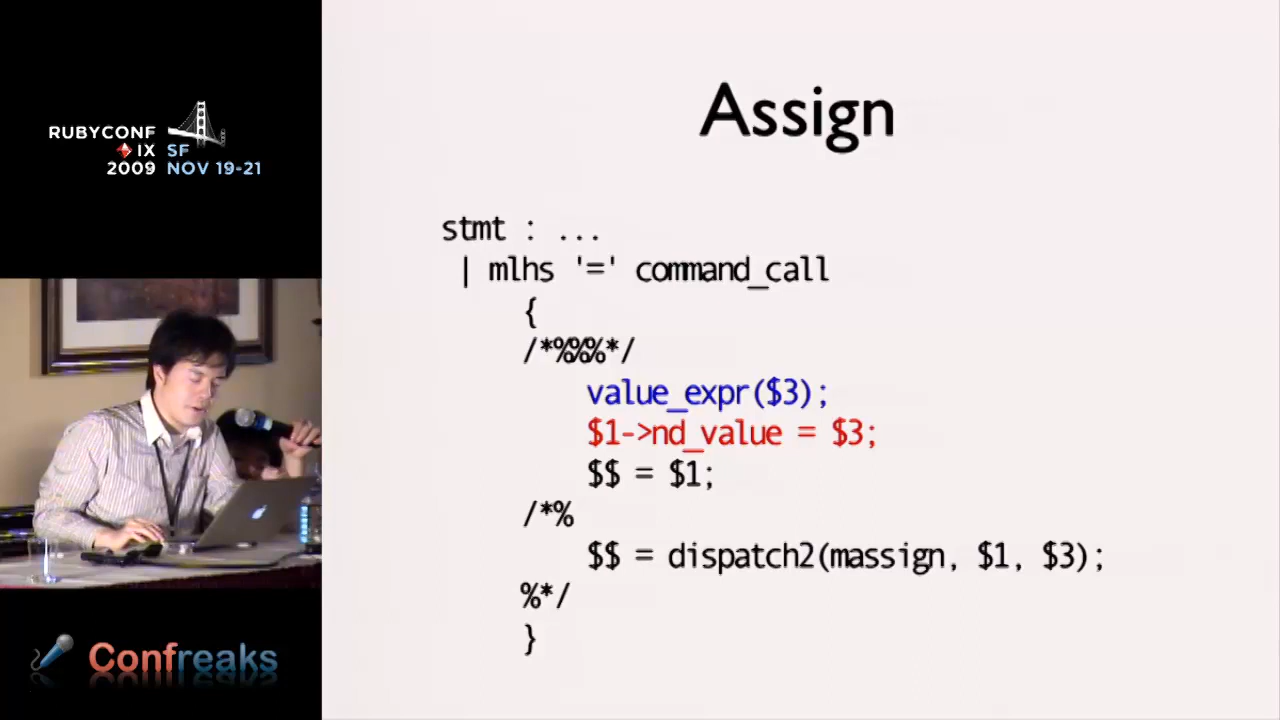 RUBYCONF
IX SF
2009 NOV 19-21
Assign
stmt : ...
| mlhs '=' command_call
{
/*%%%*/
value_expr($3);
$1->nd_value = $3;
$$ = $1;
/*%
$$ = dispatch2(massign, $1, $3);
%*/
}
Confreaks